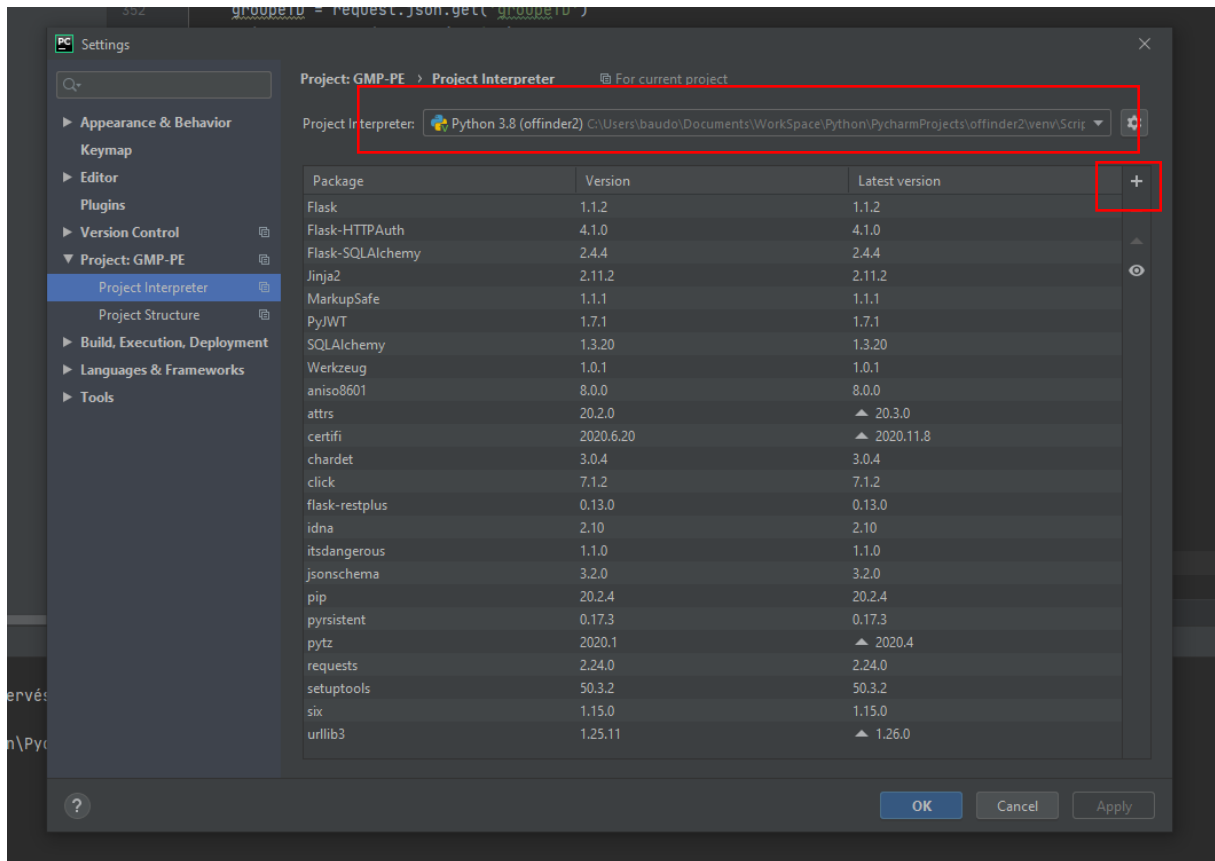 352 groupeID = request.json.get('groupeID')
PC Settings
Project: GMP-PE › Project Interpreter For current project
Appearance & Behavior
Keymap
Editor
Plugins
Version Control
Project: GMP-PE
Project Interpreter
Project Structure
Build, Execution, Deployment
Languages & Frameworks
Tools
Project Interpreter: Python 3.8 (offinder2) C:\Users\baudo\Documents\WorkSpace\Python\PycharmProjects\offinder2\venv\Scrip
Package Version Latest version
Flask 1.1.2 1.1.2
Flask-HTTPAuth 4.1.0 4.1.0
Flask-SQLAlchemy 2.4.4 2.4.4
Jinja2 2.11.2 2.11.2
MarkupSafe 1.1.1 1.1.1
PyJWT 1.7.1 1.7.1
SQLAlchemy 1.3.20 1.3.20
Werkzeug 1.0.1 1.0.1
aniso8601 8.0.0 8.0.0
attrs 20.2.0 ▲ 20.3.0
certifi 2020.6.20 ▲ 2020.11.8
chardet 3.0.4 3.0.4
click 7.1.2 7.1.2
flask-restplus 0.13.0 0.13.0
idna 2.10 2.10
itsdangerous 1.1.0 1.1.0
jsonschema 3.2.0 3.2.0
pip 20.2.4 20.2.4
pyrsistent 0.17.3 0.17.3
pytz 2020.1 ▲ 2020.4
requests 2.24.0 2.24.0
setuptools 50.3.2 50.3.2
six 1.15.0 1.15.0
urllib3 1.25.11 ▲ 1.26.0
ervés
n\Pyc
? OK Cancel Apply